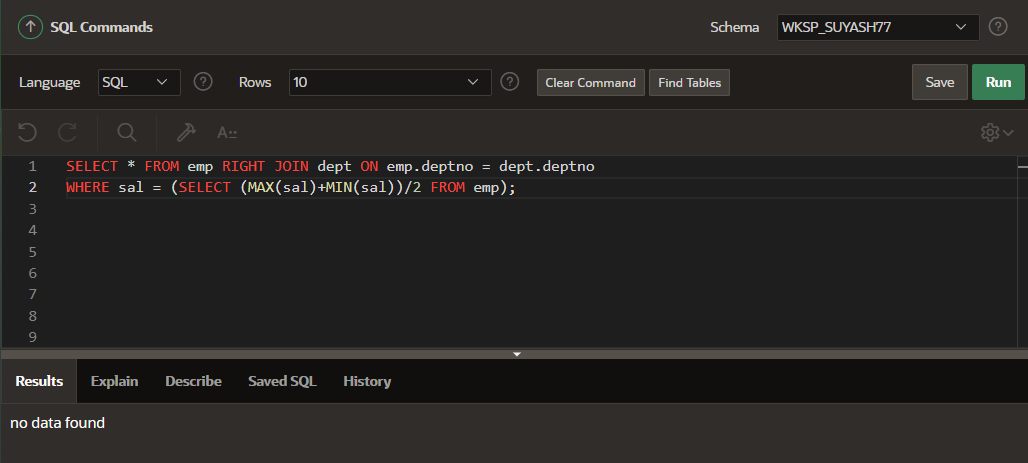 SQL Commands Schema WKSP_SUYASH77 ?
Language SQL ? Rows 10 ? Clear Command Find Tables Save Run
A::
1 SELECT * FROM emp RIGHT JOIN dept ON emp.deptno = dept.deptno
2 WHERE sal = (SELECT (MAX(sal)+MIN(sal))/2 FROM emp);
3
4
5
6
7
8
9
Results Explain Describe Saved SQL History
no data found